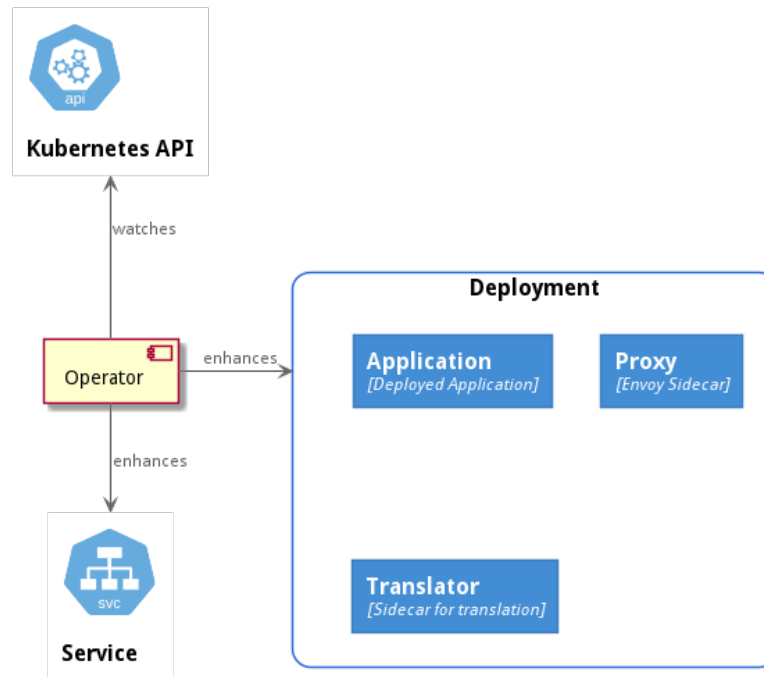 api
Kubernetes API
watches
Deployment
Application
[Deployed Application]
Proxy
[Envoy Sidecar]
enhances
Operator
enhances
Translator
[Sidecar for translation]
svc
Service